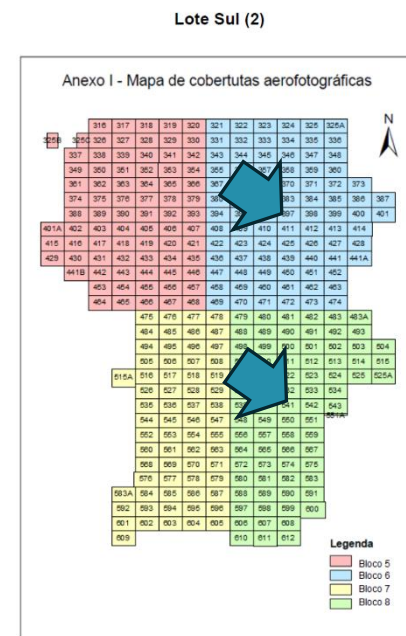 Lote Sul (2)
Anexo I - Mapa de cobertutas aerofotográficas
N
316 317 318 319 320 321 322 323 324 325 325A
325B 325C 326 327 328 329 330 331 332 333 334 335 336
337 338 339 340 341 342 343 344 345 346 347 348
349 350 351 352 353 354 355 357 358 359 360
361 362 363 364 365 366 367 370 371 372 373
374 375 376 377 378 379 380 383 384 385 386 387
388 389 390 391 392 393 394 397 398 399 400 401
401A 402 403 404 405 406 407 408 409 410 411 412 413 414
415 416 417 418 419 420 421 422 423 424 425 426 427 428
429 430 431 432 433 434 435 436 437 438 439 440 441 441A
441B 442 443 444 445 446 447 448 449 450 451 452
453 454 455 456 457 458 459 460 461 462 463
464 465 466 467 468 469 470 471 472 473 474
475 476 477 478 479 480 481 482 483 483A
484 485 486 487 488 489 490 491 492 493
494 495 496 497 498 499 500 501 502 503 504
505 506 507 508 511 512 513 514 515
515A 516 517 518 519 522 523 524 525 525A
526 527 528 529 532 533 534
535 536 537 538 541 542 543
551A
544 545 546 547 548 549 550 551
552 553 554 555 556 557 558 559
560 561 562 563 564 565 566 567
568 569 570 571 572 573 574 575
576 577 578 579 580 581 582 583
583A 584 585 586 587 588 589 590 591
592 593 594 595 596 597 598 599 600
601 602 603 604 605 606 607 608
609 610 611 612
Legenda
Bloco 5
Bloco 6
Bloco 7
Bloco 8